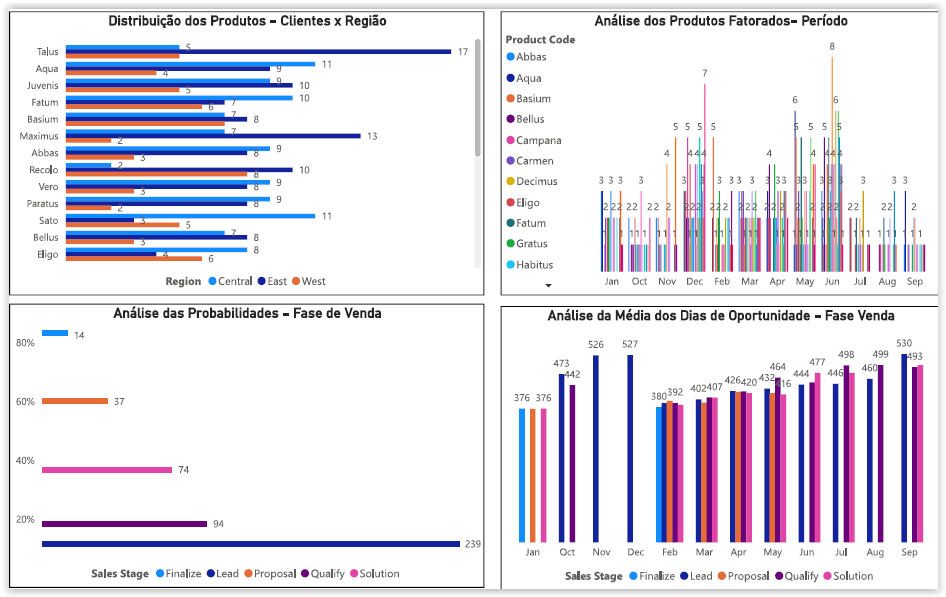 Distribuição dos Produtos – Clientes x Região
Talus 5 17
Aqua 11 9 4
Juvenis 9 10 5
Fatum 10 7 6
Basium 7 8
Maximus 7 13 2
Abbas 9 8 3
Recolo 2 10 8
Vero 9 8 3
Paratus 9 8 2
Sato 11 3 5
Bellus 7 8 3
Eligo 8 4 6
Region Central East West
Análise dos Produtos Faturados– Período
Product Code
Abbas
Aqua
Basium
Bellus
Campana
Carmen
Decimus
Eligo
Fatum
Gratus
Habitus
Jan Oct Nov Dec Feb Mar Apr May Jun Jul Aug Sep
Análise das Probabilidades – Fase de Venda
80% 14
60% 37
40% 74
20% 94
239
Sales Stage Finalize Lead Proposal Qualify Solution
Análise da Média dos Dias de Oportunidade – Fase Venda
376 376 473 442 526 527 380 392 402 407 426 420 432 464 416 444 477 446 498 460 499 530 493
Jan Oct Nov Dec Feb Mar Apr May Jun Jul Aug Sep
Sales Stage Finalize Lead Proposal Qualify Solution